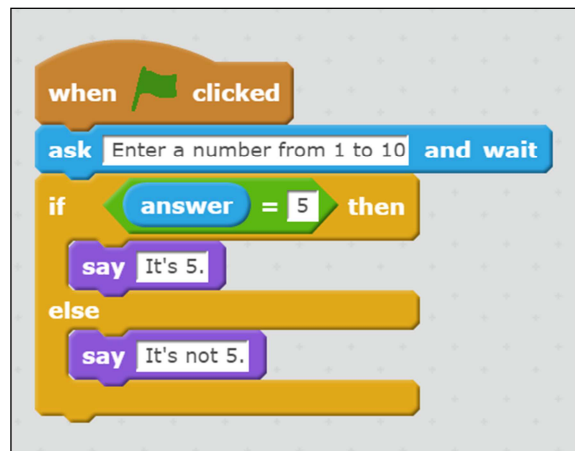 when clicked
ask Enter a number from 1 to 10 and wait
if answer = 5 then
say It's 5.
else
say It's not 5.